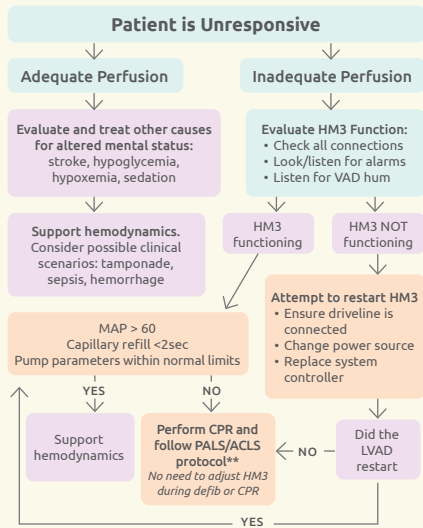 Patient is Unresponsive
Adequate Perfusion
Inadequate Perfusion
Evaluate and treat other causes
for altered mental status:
stroke, hypoglycemia,
hypoxemia, sedation
Evaluate HM3 Function:
• Check all connections
• Look/listen for alarms
• Listen for VAD hum
Support hemodynamics.
Consider possible clinical
scenarios: tamponade,
sepsis, hemorrhage
HM3
functioning
HM3 NOT
functioning
Attempt to restart HM3
• Ensure driveline is
connected
• Change power source
• Replace system
controller
MAP > 60
Capillary refill <2sec
Pump parameters within normal limits
YES
NO
Support
hemodynamics
Perform CPR and
follow PALS/ACLS
protocol**
No need to adjust HM3
during defib or CPR
NO
Did the
LVAD
restart
YES